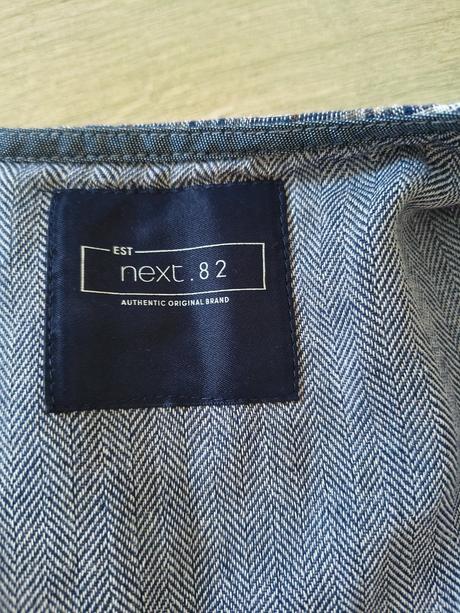 EST
next.82
AUTHENTIC ORIGINAL BRAND